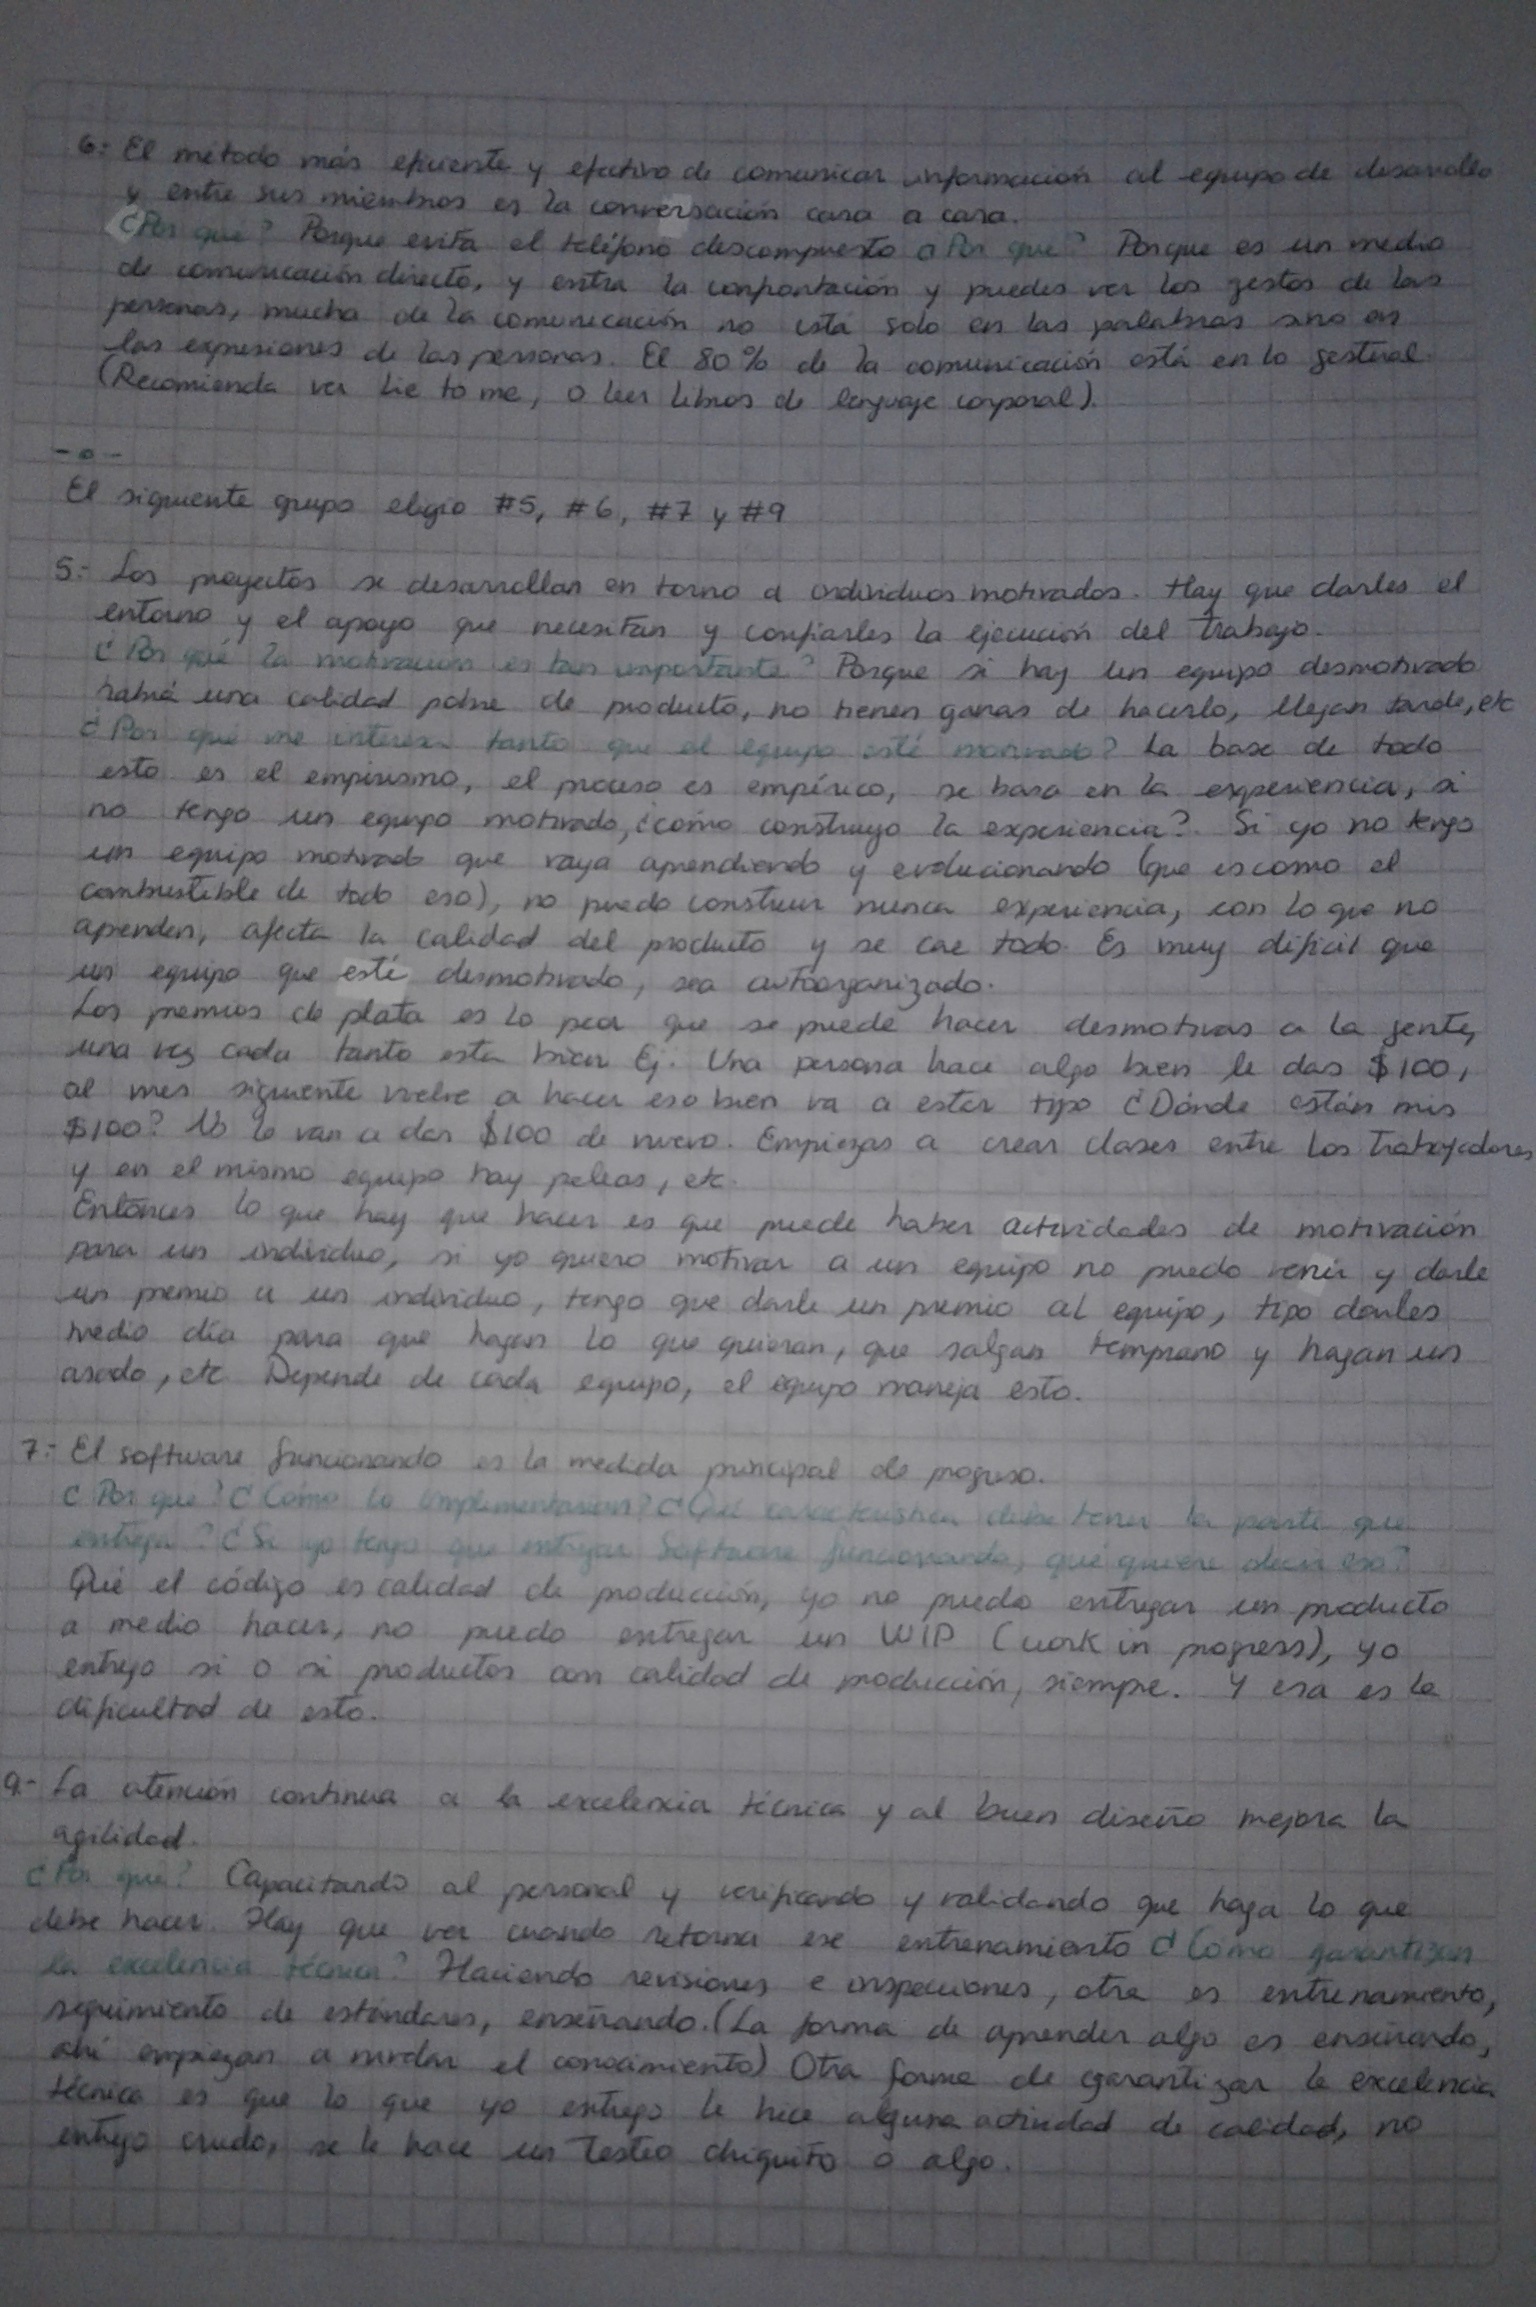 6:- El método más eficiente y efectivo de comunicar información al equipo de desarrollo
y entre sus miembros es la conversación cara a cara.
¿Por qué? Porque evita el teléfono descompuesto ¿Por qué? Porque es un medio
de comunicación directo, y entra la confrontación y puedes ver los gestos de las
personas, mucha de la comunicación no está solo en las palabras sino en
las expresiones de las personas. El 80% de la comunicación está en lo gestual.
(Recomienda ver Lie to me, o leer libros de lenguaje corporal).
-o-
El siguiente grupo eligio #5, #6, #7 y #9
5:- Los proyectos se desarrollan en torno a individuos motivados. Hay que darles el
entorno y el apoyo que necesitan y confiarles la ejecución del trabajo.
¿Por qué la motivación es tan importante? Porque si hay un equipo desmotivado
habrá una calidad pobre de producto, no tienen ganas de hacerlo, llegan tarde, etc
¿Por qué me interesa tanto que el equipo esté motivado? La base de todo
esto es el empirismo, el proceso es empírico, se basa en la experiencia, si
no tengo un equipo motivado, ¿cómo construyo la experiencia?. Si yo no tengo
un equipo motivado que vaya aprendiendo y evolucionando (que es como el
combustible de todo eso), no puedo construir nunca experiencia, con lo que no
aprenden, afecta la calidad del producto y se cae todo. Es muy difícil que
un equipo que esté desmotivado, sea autoorganizado.
Los premios de plata es lo peor que se puede hacer desmotivas a la gente,
una vez cada tanto esta bien Ej. Una persona hace algo bien le das $100,
al mes siguiente vuelve a hacer eso bien va a estar tipo ¿Dónde están mis
$100? No le van a dar $100 de nuevo. Empiezas a crear clases entre los trabajadores
y en el mismo equipo hay peleas, etc.
Entonces lo que hay que hacer es que puede haber actividades de motivación
para un individuo, si yo quiero motivar a un equipo no puedo venir y darle
un premio a un individuo, tengo que darle un premio al equipo, tipo darles
medio día para que hagan lo que quieran, que salgan temprano y hagan un
asado, etc. Depende de cada equipo, el equipo maneja esto.
7:- El software funcionando es la medida principal de progreso.
¿Por que? ¿Cómo lo implementarían? ¿Qué característica debe tener la parte que
entrega? ¿Si yo tengo que entregar Software funcionando, qué quiere decir eso?
Qué el código es calidad de producción, yo no puedo entregar un producto
a medio hacer, no puedo entregar un WIP (work in progress), yo
entrego si o si productos con calidad de producción, siempre. Y esa es la
dificultad de esto.
9.- La atención continua a la excelencia técnica y al buen diseño mejora la
agilidad.
¿Por qué? Capacitando al personal y verificando y validando que haga lo que
debe hacer. Hay que ver cuando retorna ese entrenamiento ¿Cómo garantizan
la excelencia técnica? Haciendo revisiones e inspecciones, otra es entrenamiento,
seguimiento de estándares, enseñando. (La forma de aprender algo es enseñando,
ahí empiezan a nivelar el conocimiento) Otra forma de garantizar la excelencia
técnica es que lo que yo entrego le hice alguna actividad de calidad, no
entrego crudo, se le hace un Testeo chiquito o algo.